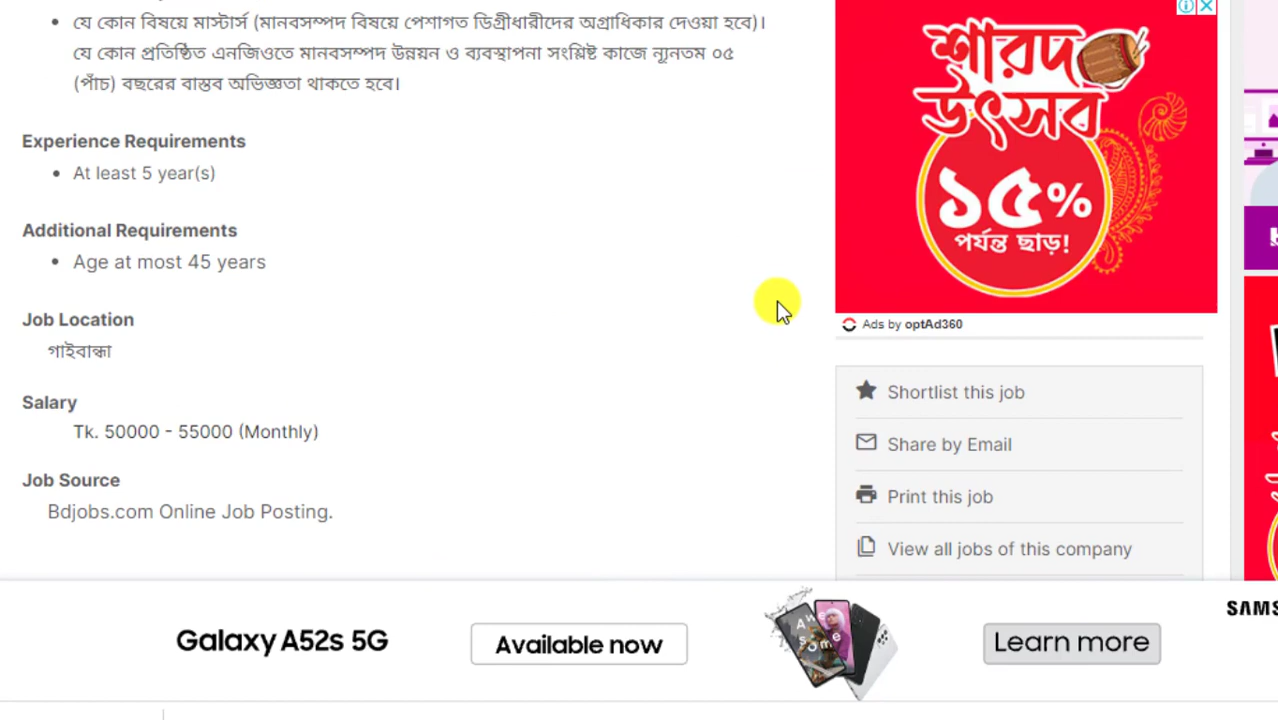 যে কোন বিষয়ে মাস্টার্স (মানবসম্পদ বিষয়ে পেশাগত ডিগ্রীধারীদের অগ্রাধিকার দেওয়া হবে)।
যে কোন প্রতিষ্ঠিত এনজিওতে মানবসম্পদ উন্নয়ন ও ব্যবস্থাপনা সংশ্লিষ্ট কাজে ন্যূনতম ০৫
(পাঁচ) বছরের বাস্তব অভিজ্ঞতা থাকতে হবে।
Experience Requirements
At least 5 year(s)
Additional Requirements
Age at most 45 years
Job Location
গাইবান্ধা
Salary
Tk. 50000 - 55000 (Monthly)
Job Source
Bdjobs.com Online Job Posting.
শারদ
উৎসব
১৫%
পর্যন্ত ছাড়!
Ads by optAd360
Shortlist this job
Share by Email
Print this job
View all jobs of this company
Galaxy A52s 5G
Available now
Awesome
Learn more
SAMS